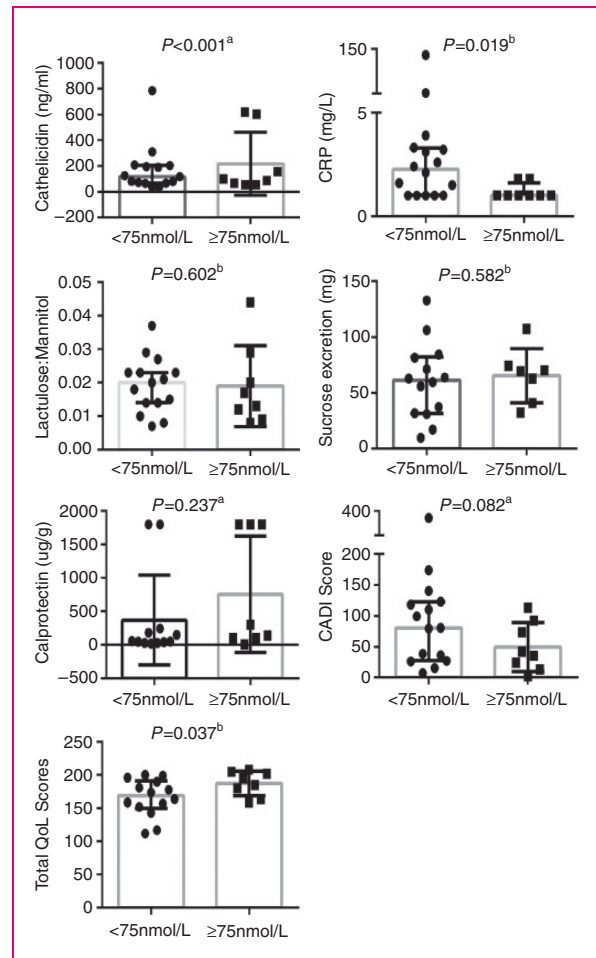 P<0.001a
Cathelicidin (ng/ml)
1000
800
600
400
200
0
−200
<75nmol/L ≥75nmol/L
P=0.019b
CRP (mg/L)
150
5
0
<75nmol/L ≥75nmol/L
P=0.602b
Lactulose:Mannitol
0.05
0.04
0.03
0.02
0.01
0.00
<75nmol/L ≥75nmol/L
P=0.582b
Sucrose excretion (mg)
150
100
50
0
<75nmol/L ≥75nmol/L
P=0.237a
Calprotectin (ug/g)
2000
1500
1000
500
0
−500
<75nmol/L ≥75nmol/L
P=0.082a
CADI Score
400
200
150
100
50
0
<75nmol/L ≥75nmol/L
P=0.037b
Total QoL Scores
250
200
150
100
50
0
<75nmol/L ≥75nmol/L